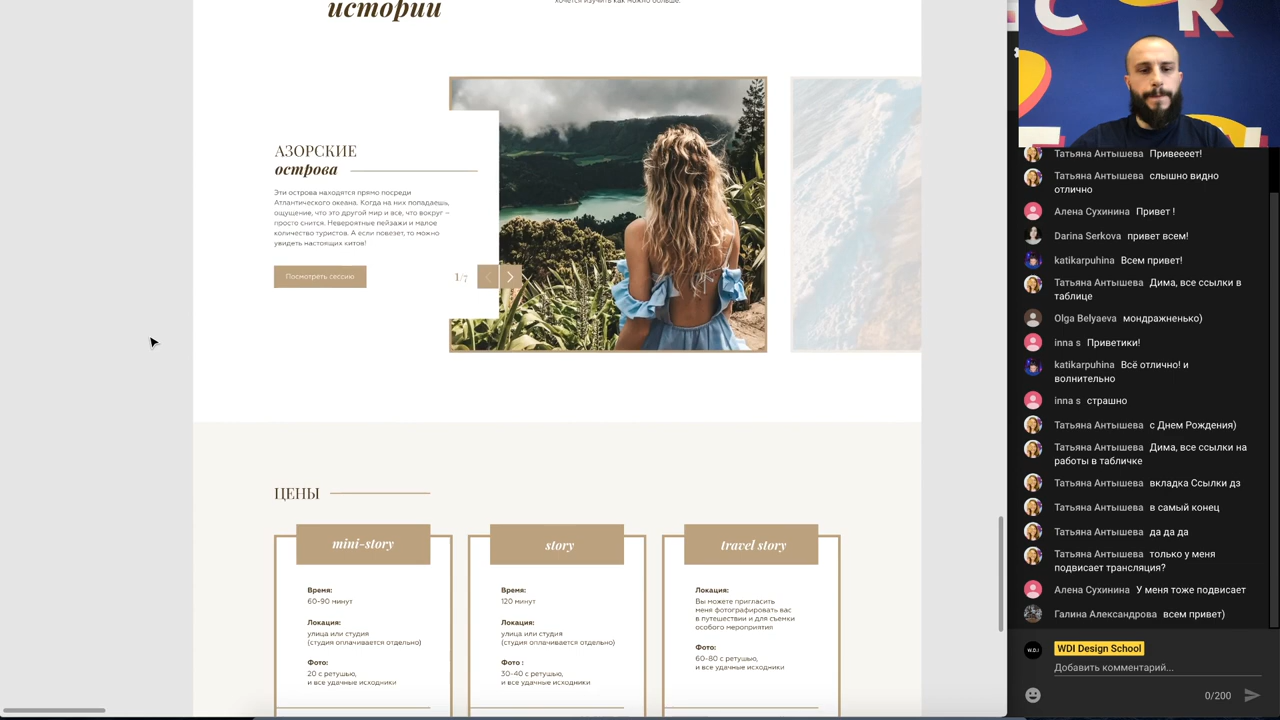 истории
хочется изучить как можно больше.
АЗОРСКИЕ
острова
Эти острова находятся прямо посреди
Атлантического океана. Когда на них попадаешь,
ощущение, что это другой мир и все, что вокруг –
просто снится. Невероятные пейзажи и малое
количество туристов. А если повезет, то можно
увидеть настоящих китов!
Посмотреть сессию
1/7
ЦЕНЫ
mini-story
Время:
60-90 минут
Локация:
улица или студия
(студия оплачивается отдельно)
Фото:
20 с ретушью,
и все удачные исходники
story
Время:
120 минут
Локация:
улица или студия
(студия оплачивается отдельно)
Фото :
30-40 с ретушью,
и все удачные исходники
travel story
Локация:
Вы можете пригласить
меня фотографировать вас
в путешествии и для съемки
особого мероприятия
Фото:
60-80 с ретушью,
и все удачные исходники
Татьяна Антышева Привеееет!
Татьяна Антышева слышно видно
отлично
Алена Сухинина Привет !
Darina Serkova привет всем!
katikarpuhina Всем привет!
Татьяна Антышева Дима, все ссылки в
таблице
Olga Belyaeva мондражненько)
inna s Приветики!
katikarpuhina Всё отлично! и
волнительно
inna s страшно
Татьяна Антышева с Днем Рождения)
Татьяна Антышева Дима, все ссылки на
работы в табличке
Татьяна Антышева вкладка Ссылки дз
Татьяна Антышева в самый конец
Татьяна Антышева да да да
Татьяна Антышева только у меня
подвисает трансляция?
Алена Сухинина У меня тоже подвисает
Галина Александрова всем привет)
W.D.I
WDI Design School
Добавить комментарий...
0/200